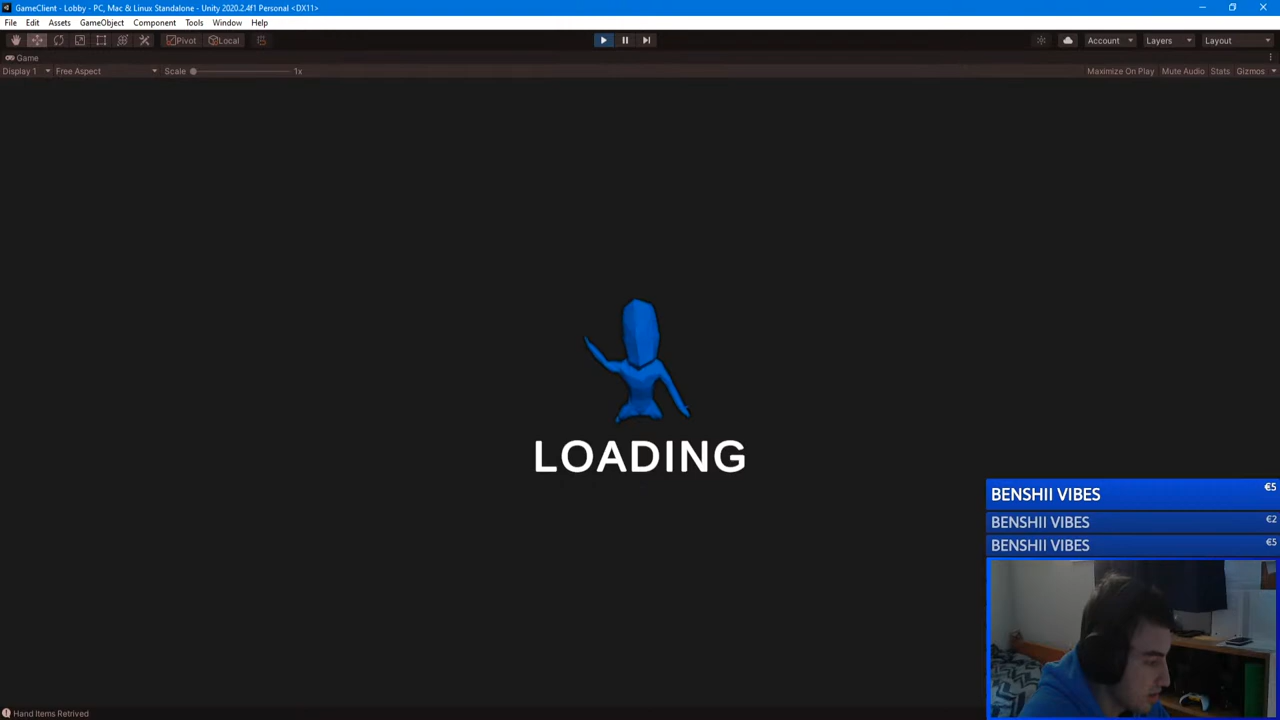 GameClient - Lobby - PC, Mac & Linux Standalone - Unity 2020.2.4f1 Personal <DX11>
File Edit Assets GameObject Component Tools Window Help
Pivot Local Account Layers Layout
Game
Display 1 Free Aspect Scale 1x Maximize On Play Mute Audio Stats Gizmos
LOADING
BENSHII VIBES €5
BENSHII VIBES €2
BENSHII VIBES €5
Hand Items Retrived